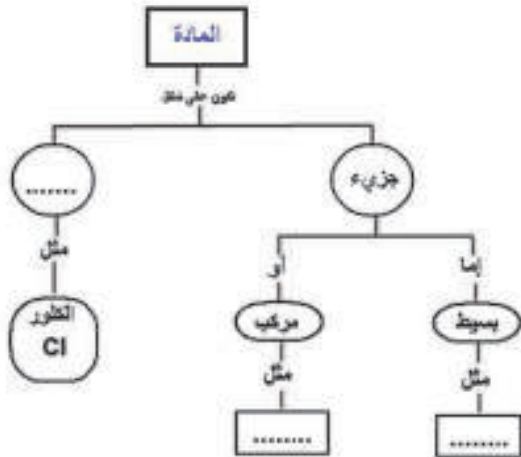 المادة
تكون على شكل
جزيء
.......
إما
أو
مثل
بسيط
مركب
الكلور
Cl
مثل
مثل
........
........